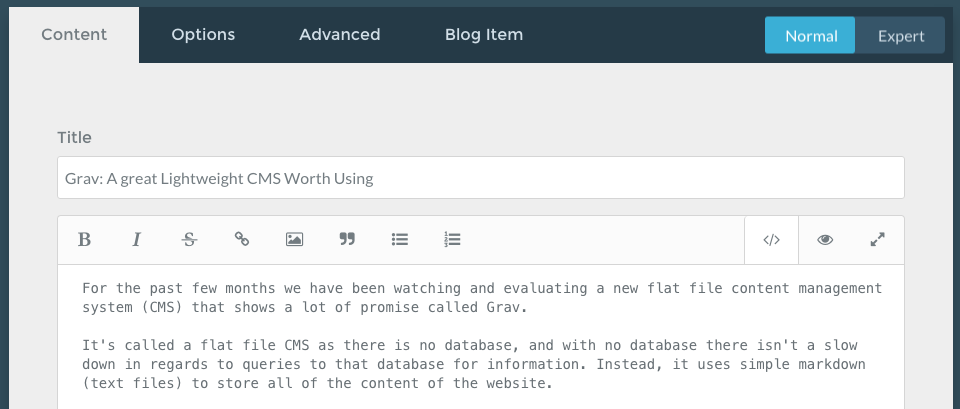 Content Options Advanced Blog Item Normal Expert
Title
Grav: A great Lightweight CMS Worth Using
B I S
For the past few months we have been watching and evaluating a new flat file content management
system (CMS) that shows a lot of promise called Grav.
It's called a flat file CMS as there is no database, and with no database there isn't a slow
down in regards to queries to that database for information. Instead, it uses simple markdown
(text files) to store all of the content of the website.